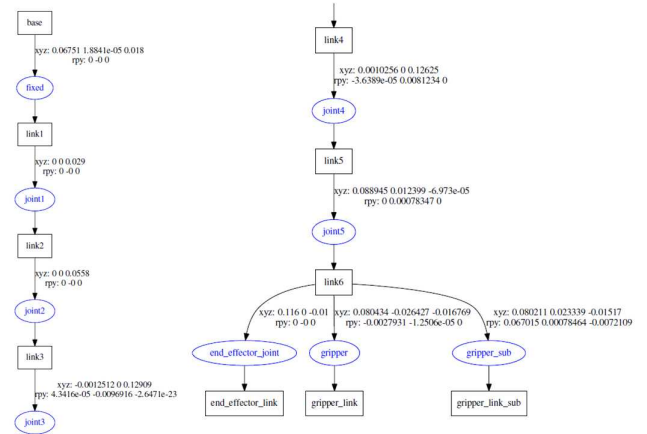 base
xyz: 0.06751 1.8841e-05 0.018
rpy: 0 -0 0
fixed
link1
xyz: 0 0 0.029
rpy: 0 -0 0
joint1
link2
xyz: 0 0 0.0558
rpy: 0 -0 0
joint2
link3
xyz: -0.0012512 0 0.12909
rpy: 4.3416e-05 -0.0096916 -2.6471e-23
joint3
link4
xyz: 0.0010256 0 0.12625
rpy: -3.6389e-05 0.0081234 0
joint4
link5
xyz: 0.088945 0.012399 -6.973e-05
rpy: 0 0.00078347 0
joint5
link6
xyz: 0.116 0 -0.01
rpy: 0 -0 0
end_effector_joint
end_effector_link
xyz: 0.080434 -0.026427 -0.016769
rpy: -0.0027931 -1.2506e-05 0
gripper
gripper_link
xyz: 0.080211 0.023339 -0.01517
rpy: 0.067015 0.00078464 -0.0072109
gripper_sub
gripper_link_sub